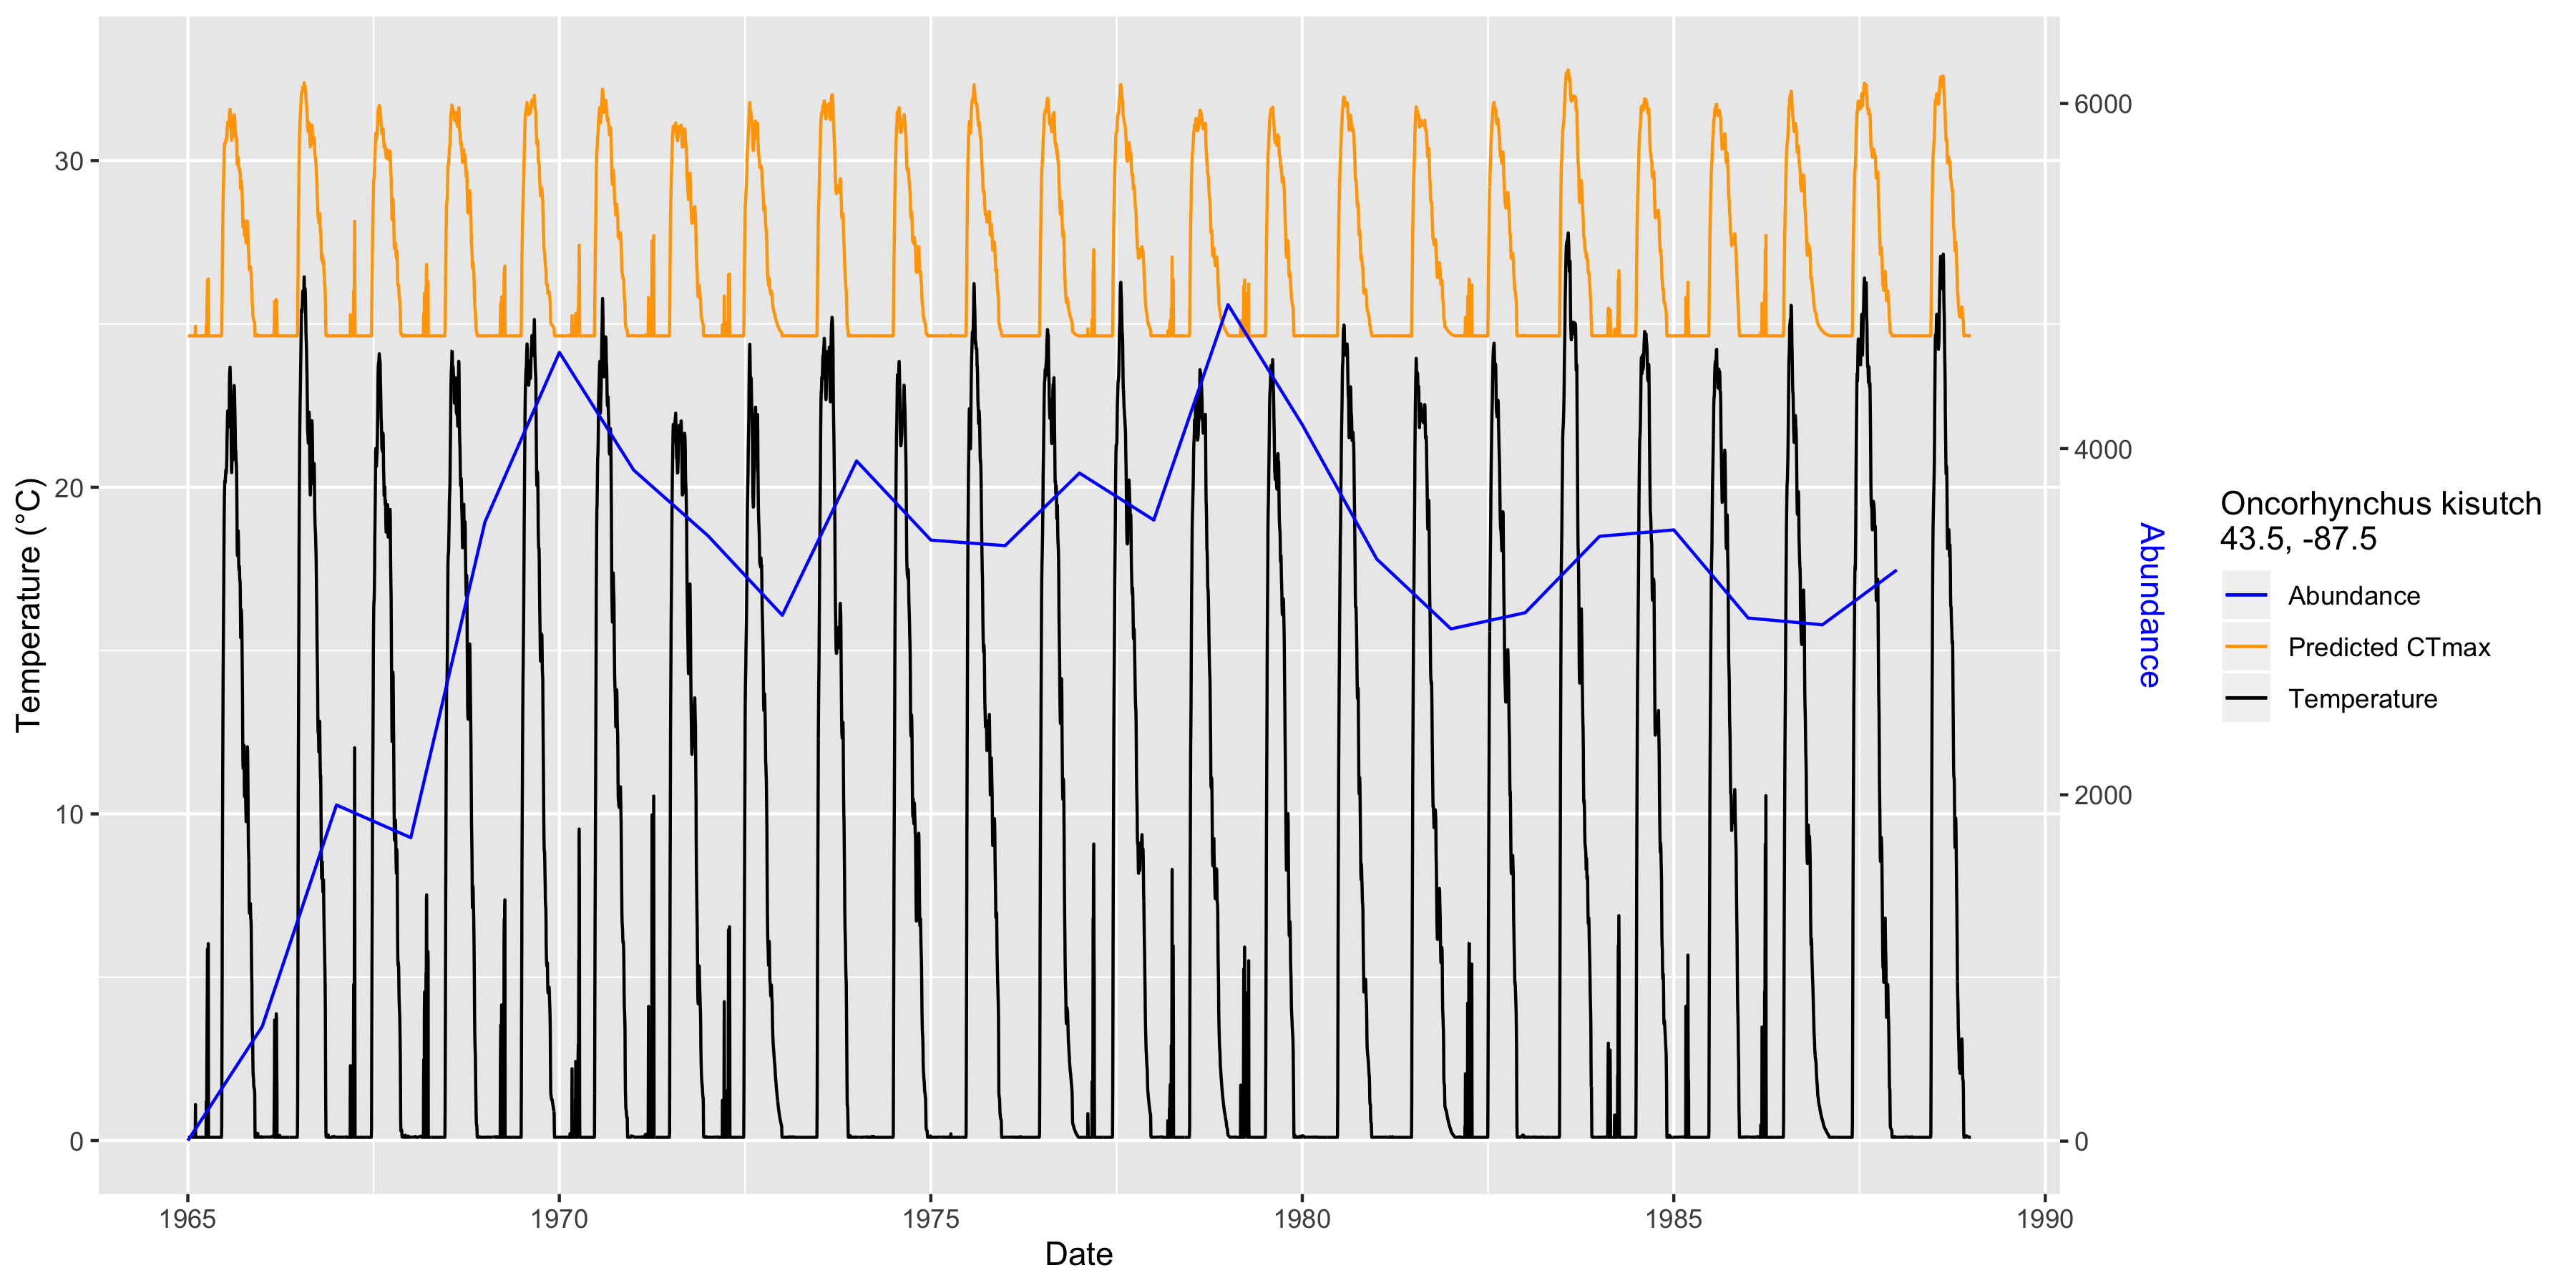 Temperature (°C)
30
20
10
0
6000
4000
2000
0
Abundance
1965
1970
1975
1980
1985
1990
Date
Oncorhynchus kisutch
43.5, -87.5
Abundance
Predicted CTmax
Temperature